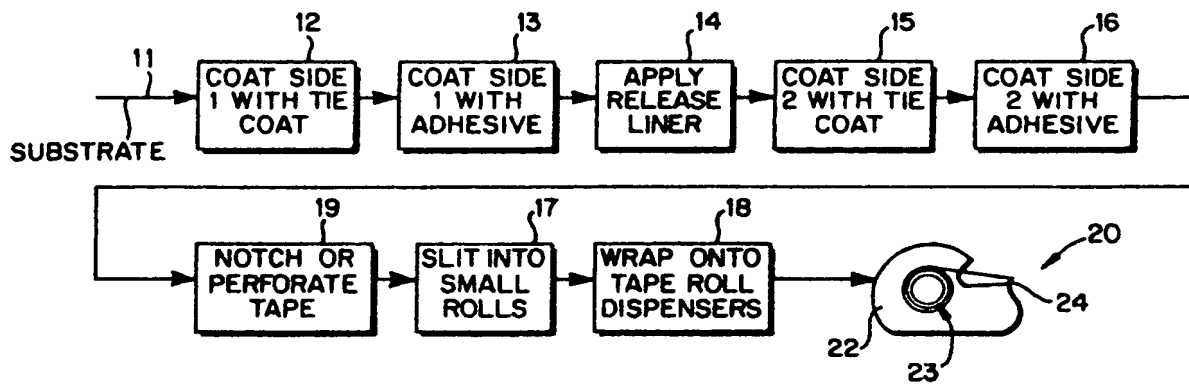 11
SUBSTRATE
12
COAT SIDE
1 WITH TIE
COAT
13
COAT SIDE
1 WITH
ADHESIVE
14
APPLY
RELEASE
LINER
15
COAT SIDE
2 WITH TIE
COAT
16
COAT SIDE
2 WITH
ADHESIVE
19
NOTCH OR
PERFORATE
TAPE
17
SLIT INTO
SMALL
ROLLS
18
WRAP ONTO
TAPE ROLL
DISPENSERS
20
22
23
24